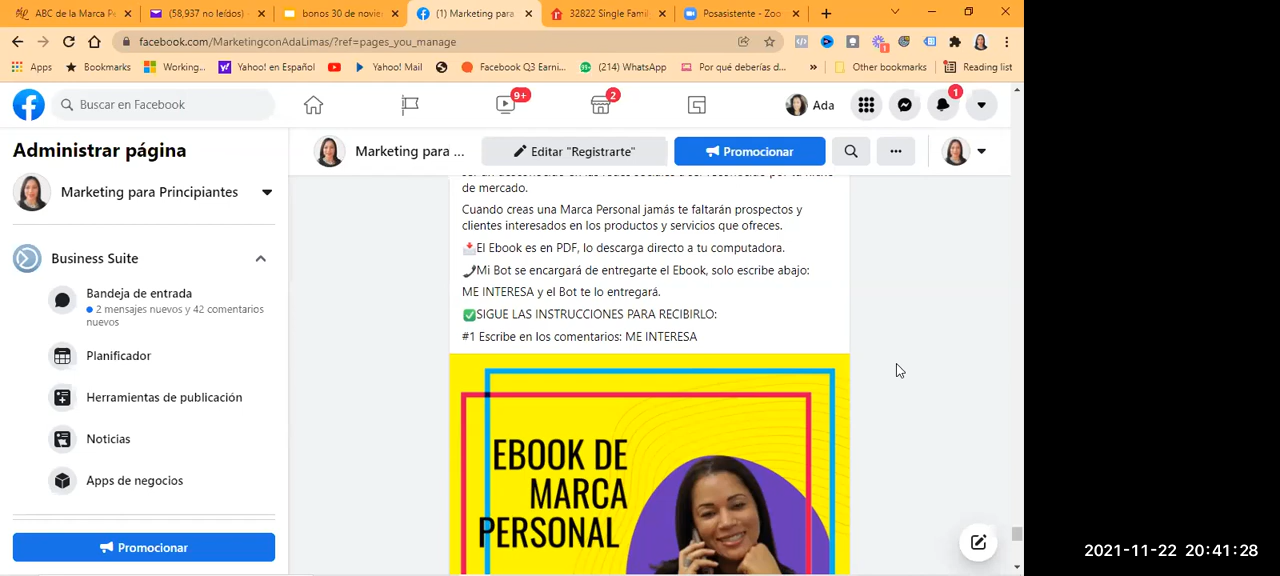 ABC de la Marca Pe
(58,937 no leídos)
bonos 30 de novie
(1) Marketing para
32822 Single Famil
Posasistente - Zoo
facebook.com/MarketingconAdaLimas/?ref=pages_you_manage
Apps
Bookmarks
Working...
Yahoo! en Español
Yahoo! Mail
Facebook Q3 Earni...
(214) WhatsApp
Por qué deberías d...
»
Other bookmarks
Reading list
Buscar en Facebook
9+
2
Ada
1
Administrar página
Marketing para Principiantes
Business Suite
Bandeja de entrada
2 mensajes nuevos y 42 comentarios
nuevos
Planificador
Herramientas de publicación
Noticias
Apps de negocios
Promocionar
Marketing para ...
Editar "Registrarte"
Promocionar
de mercado.
Cuando creas una Marca Personal jamás te faltarán prospectos y
clientes interesados en los productos y servicios que ofreces.
📩El Ebook es en PDF, lo descarga directo a tu computadora.
📞Mi Bot se encargará de entregarte el Ebook, solo escribe abajo:
ME INTERESA y el Bot te lo entregará.
✅SIGUE LAS INSTRUCCIONES PARA RECIBIRLO:
#1 Escribe en los comentarios: ME INTERESA
EBOOK DE
MARCA
PERSONAL
2021-11-22 20:41:28